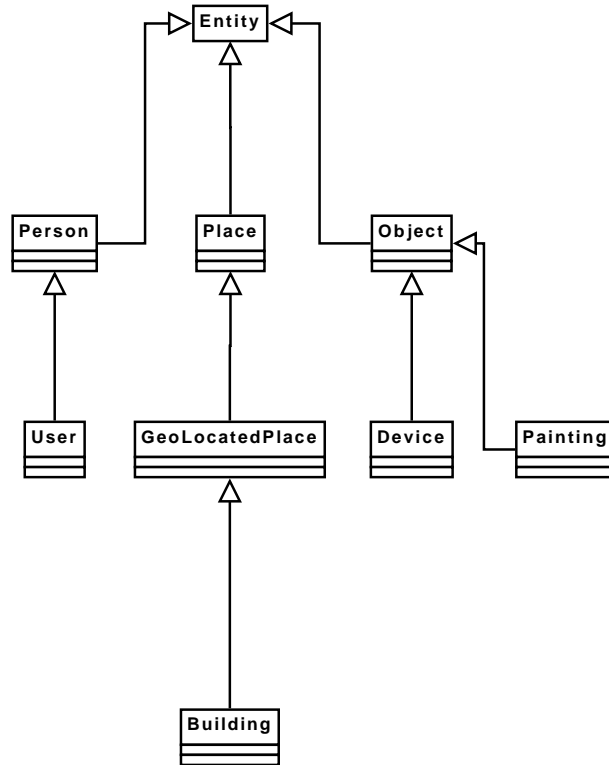 Entity
Person
Place
Object
User
GeoLocatedPlace
Device
Painting
Building